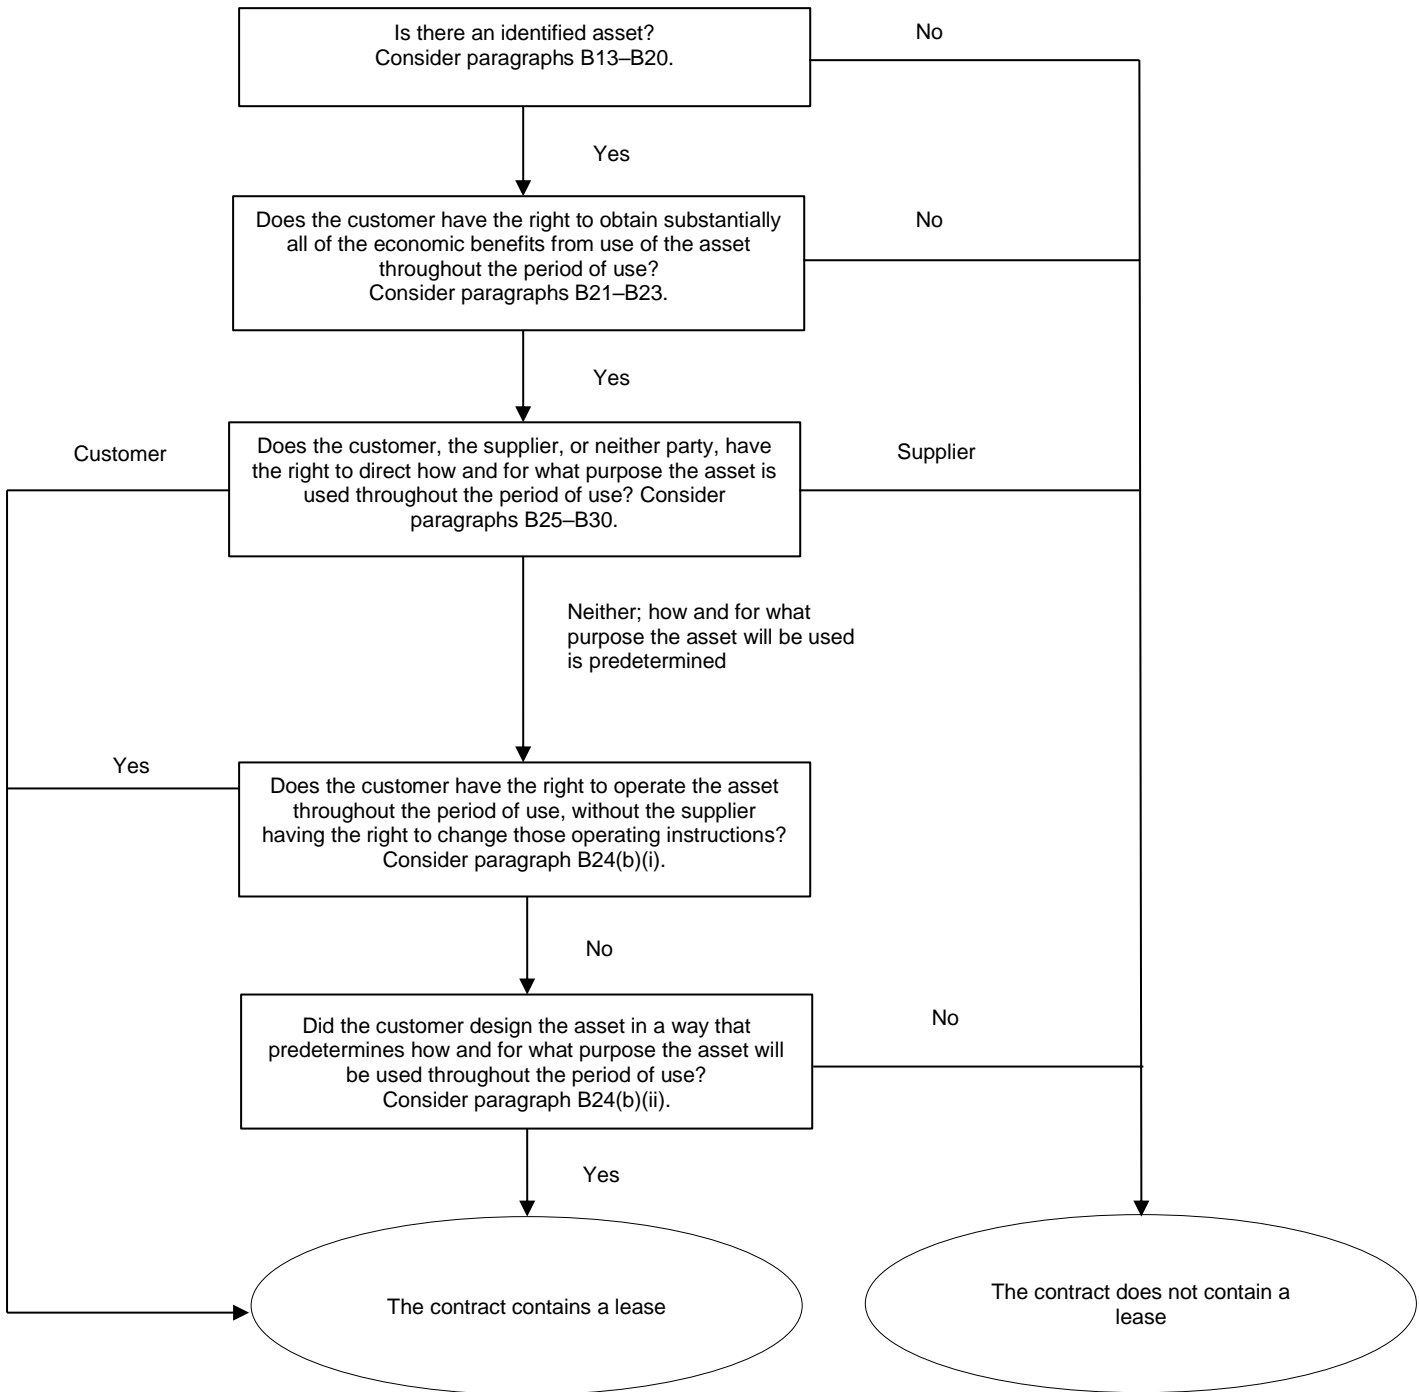 Is there an identified asset?
Consider paragraphs B13–B20.
No
Yes
Does the customer have the right to obtain substantially
all of the economic benefits from use of the asset
throughout the period of use?
Consider paragraphs B21–B23.
No
Yes
Customer
Does the customer, the supplier, or neither party, have
the right to direct how and for what purpose the asset is
used throughout the period of use? Consider
paragraphs B25–B30.
Supplier
Neither; how and for what
purpose the asset will be used
is predetermined
Yes
Does the customer have the right to operate the asset
throughout the period of use, without the supplier
having the right to change those operating instructions?
Consider paragraph B24(b)(i).
No
Did the customer design the asset in a way that
predetermines how and for what purpose the asset will
be used throughout the period of use?
Consider paragraph B24(b)(ii).
No
Yes
The contract contains a lease
The contract does not contain a
lease